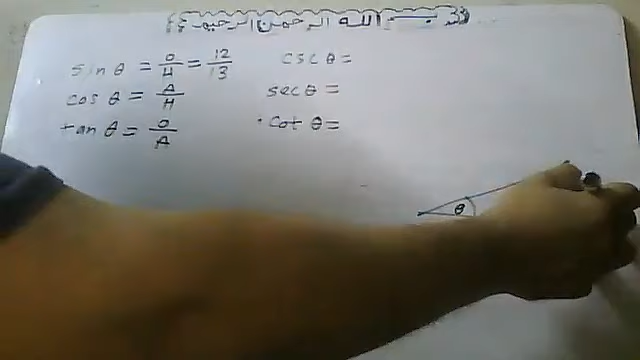 بسم الله الرحمن الرحيم
sin θ = O/H = 12/13
csc θ =
cos θ = A/H
sec θ =
tan θ = O/A
cot θ =
θ